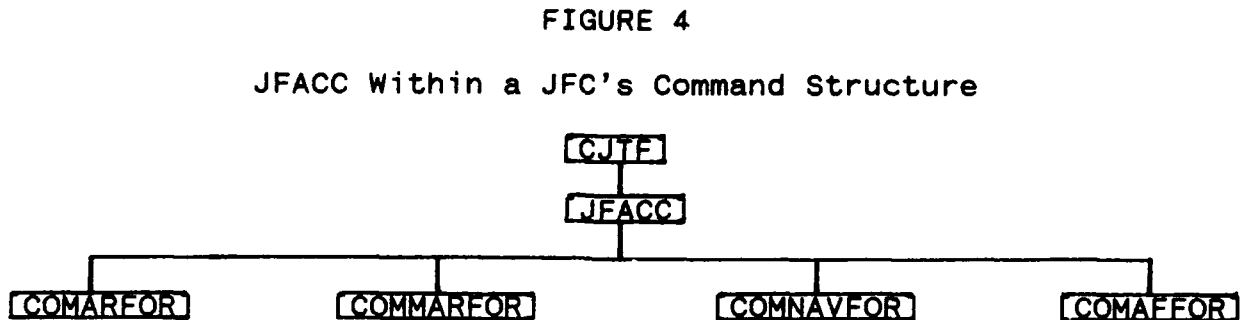 FIGURE 4
JFACC Within a JFC's Command Structure
CJTF
JFACC
COMARFOR COMMARFOR COMNAVFOR COMAFFOR